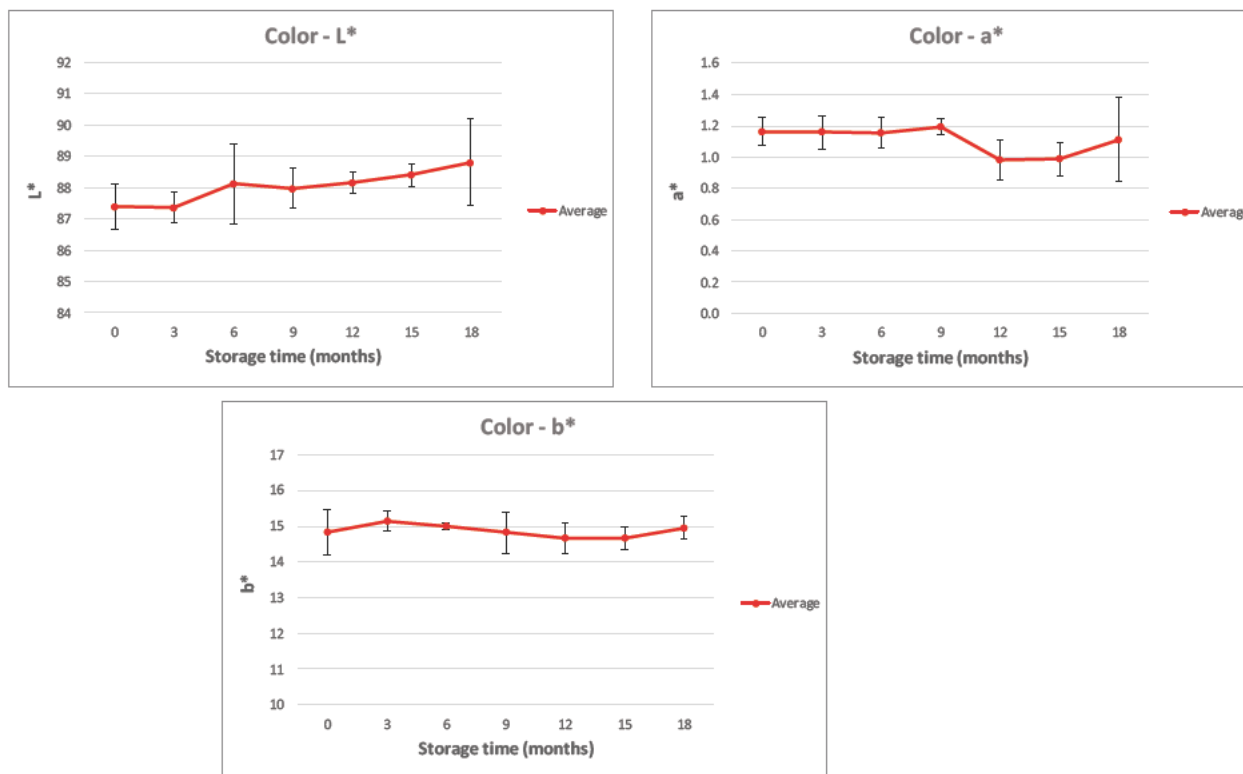 Color - L*
92
91
90
89
88
87
86
85
84
L*
0 3 6 9 12 15 18
Storage time (months)
Average
Color - a*
1.6
1.4
1.2
1.0
0.8
0.6
0.4
0.2
0.0
a*
0 3 6 9 12 15 18
Storage time (months)
Average
Color - b*
17
16
15
14
13
12
11
10
b*
0 3 6 9 12 15 18
Storage time (months)
Average